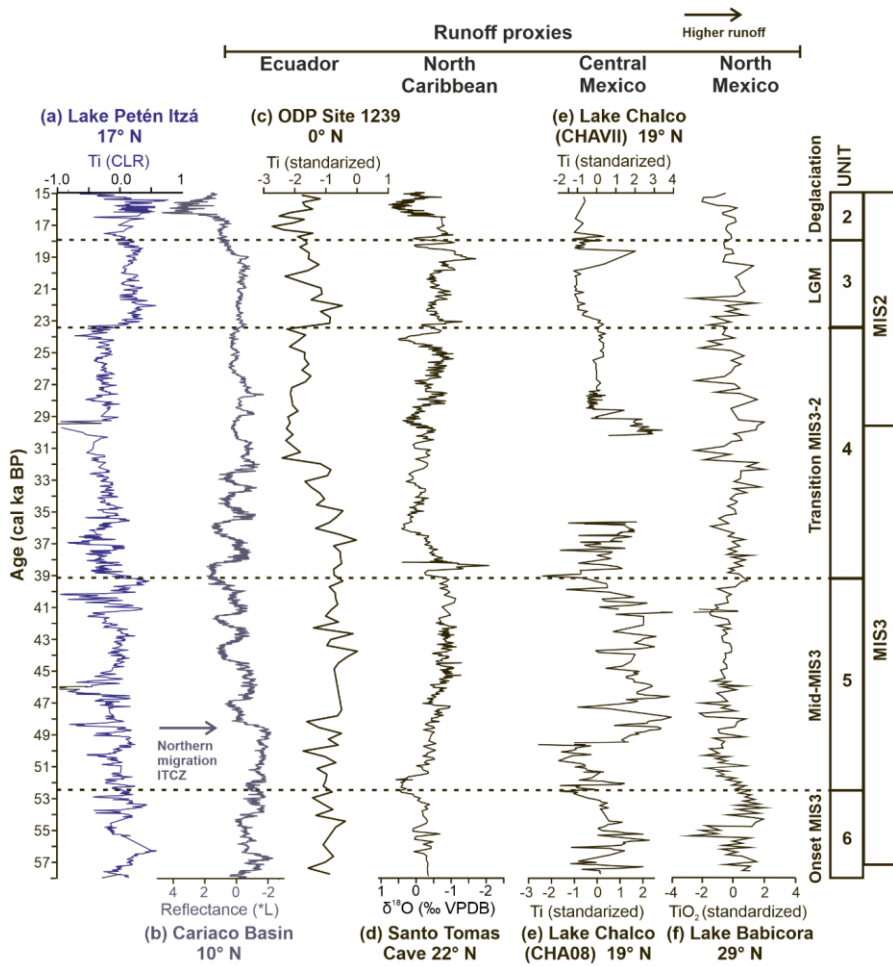 Runoff proxies
Higher runoff
Ecuador
North
Caribbean
Central
Mexico
North
Mexico
(a) Lake Petén Itzá
17° N
(c) ODP Site 1239
0° N
(e) Lake Chalco
(CHAVII) 19° N
Ti (CLR)
Ti (standarized)
Ti (standarized)
UNIT
-1.0 0.0 1
-3 -2 -1 0 1
-2 -1 0 1 2 3 4
Age (cal ka BP)
15
17
19
21
23
25
27
29
31
33
35
37
39
41
43
45
47
49
51
53
55
57
Northern
migration
ITCZ
Deglaciation
LGM
Transition MIS3-2
Mid-MIS3
Onset MIS3
2
3
4
5
6
MIS2
MIS3
4 2 0 -2
1 0 -1 -2
-4 -3 -2 -1 0 1 2 3 4
-4 -2 0 2 4
Reflectance (*L)
δ¹⁸O (‰ VPDB)
Ti (standarized)
TiO₂ (standardized)
(b) Cariaco Basin
10° N
(d) Santo Tomas
Cave 22° N
(e) Lake Chalco
(CHA08) 19° N
(f) Lake Babicora
29° N